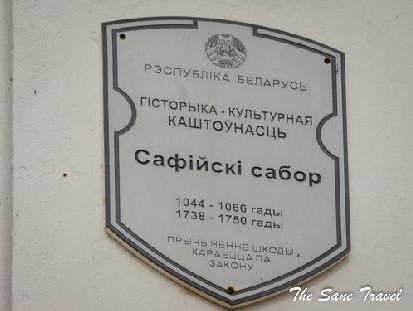 РЭСПУБЛІКА БЕЛАРУСЬ
ГІСТОРЫКА - КУЛЬТУРНАЯ
КАШТОЎНАСЦЬ
Сафійскі сабор
1044 - 1066 гады
1738 - 1750 гады
ПРЫЧЫНЕННЕ ШКОДЫ
КАРАЕЦЦА ПА
ЗАКОНУ
The Sane Travel